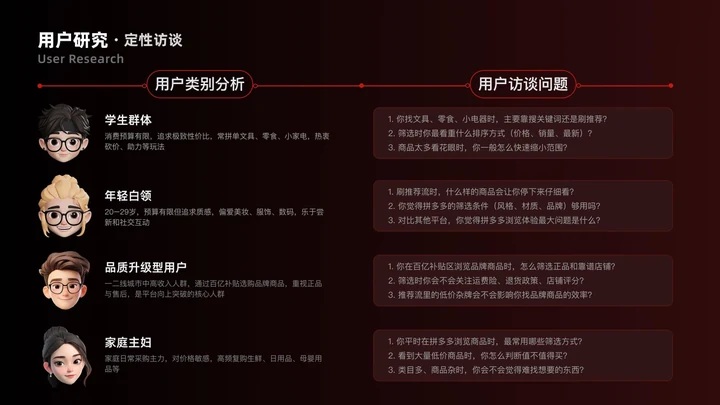 用户研究 · 定性访谈
User Research
用户类别分析
用户访谈问题
学生群体
消费预算有限，追求极致性价比，常拼单文具、零食、小家电，热衷
砍价、助力等玩法
1. 你找文具、零食、小电器时，主要靠搜关键词还是刷推荐？
2. 筛选时你最看重什么排序方式（价格、销量、最新）？
3. 商品太多看花眼时，你一般怎么快速缩小范围？
年轻白领
20—29岁，预算有限但追求质感，偏爱美妆、服饰、数码，乐于尝
新和社交互动
1. 刷推荐流时，什么样的商品会让你停下来仔细看？
2. 你觉得拼多多的筛选条件（风格、材质、品牌）够用吗？
3. 对比其他平台，你觉得拼多多浏览体验最大问题是什么？
品质升级型用户
一二线城市中高收入人群，通过百亿补贴选购品牌商品，重视正品
与售后，是平台向上突破的核心人群
1. 你在百亿补贴区浏览品牌商品时，怎么筛选正品和靠谱店铺？
2. 筛选时你会不会关注运费险、退货政策、店铺评分？
3. 推荐流里的低价杂牌会不会影响你找品牌商品的效率？
家庭主妇
家庭日常采购主力，对价格敏感，高频复购生鲜、日用品、母婴用
品等
1. 你平时在拼多多浏览商品时，最常用哪些筛选方式？
2. 看到大量低价商品时，你怎么判断值不值得买？
3. 类目多、商品杂时，你会不会觉得难找想要的东西？